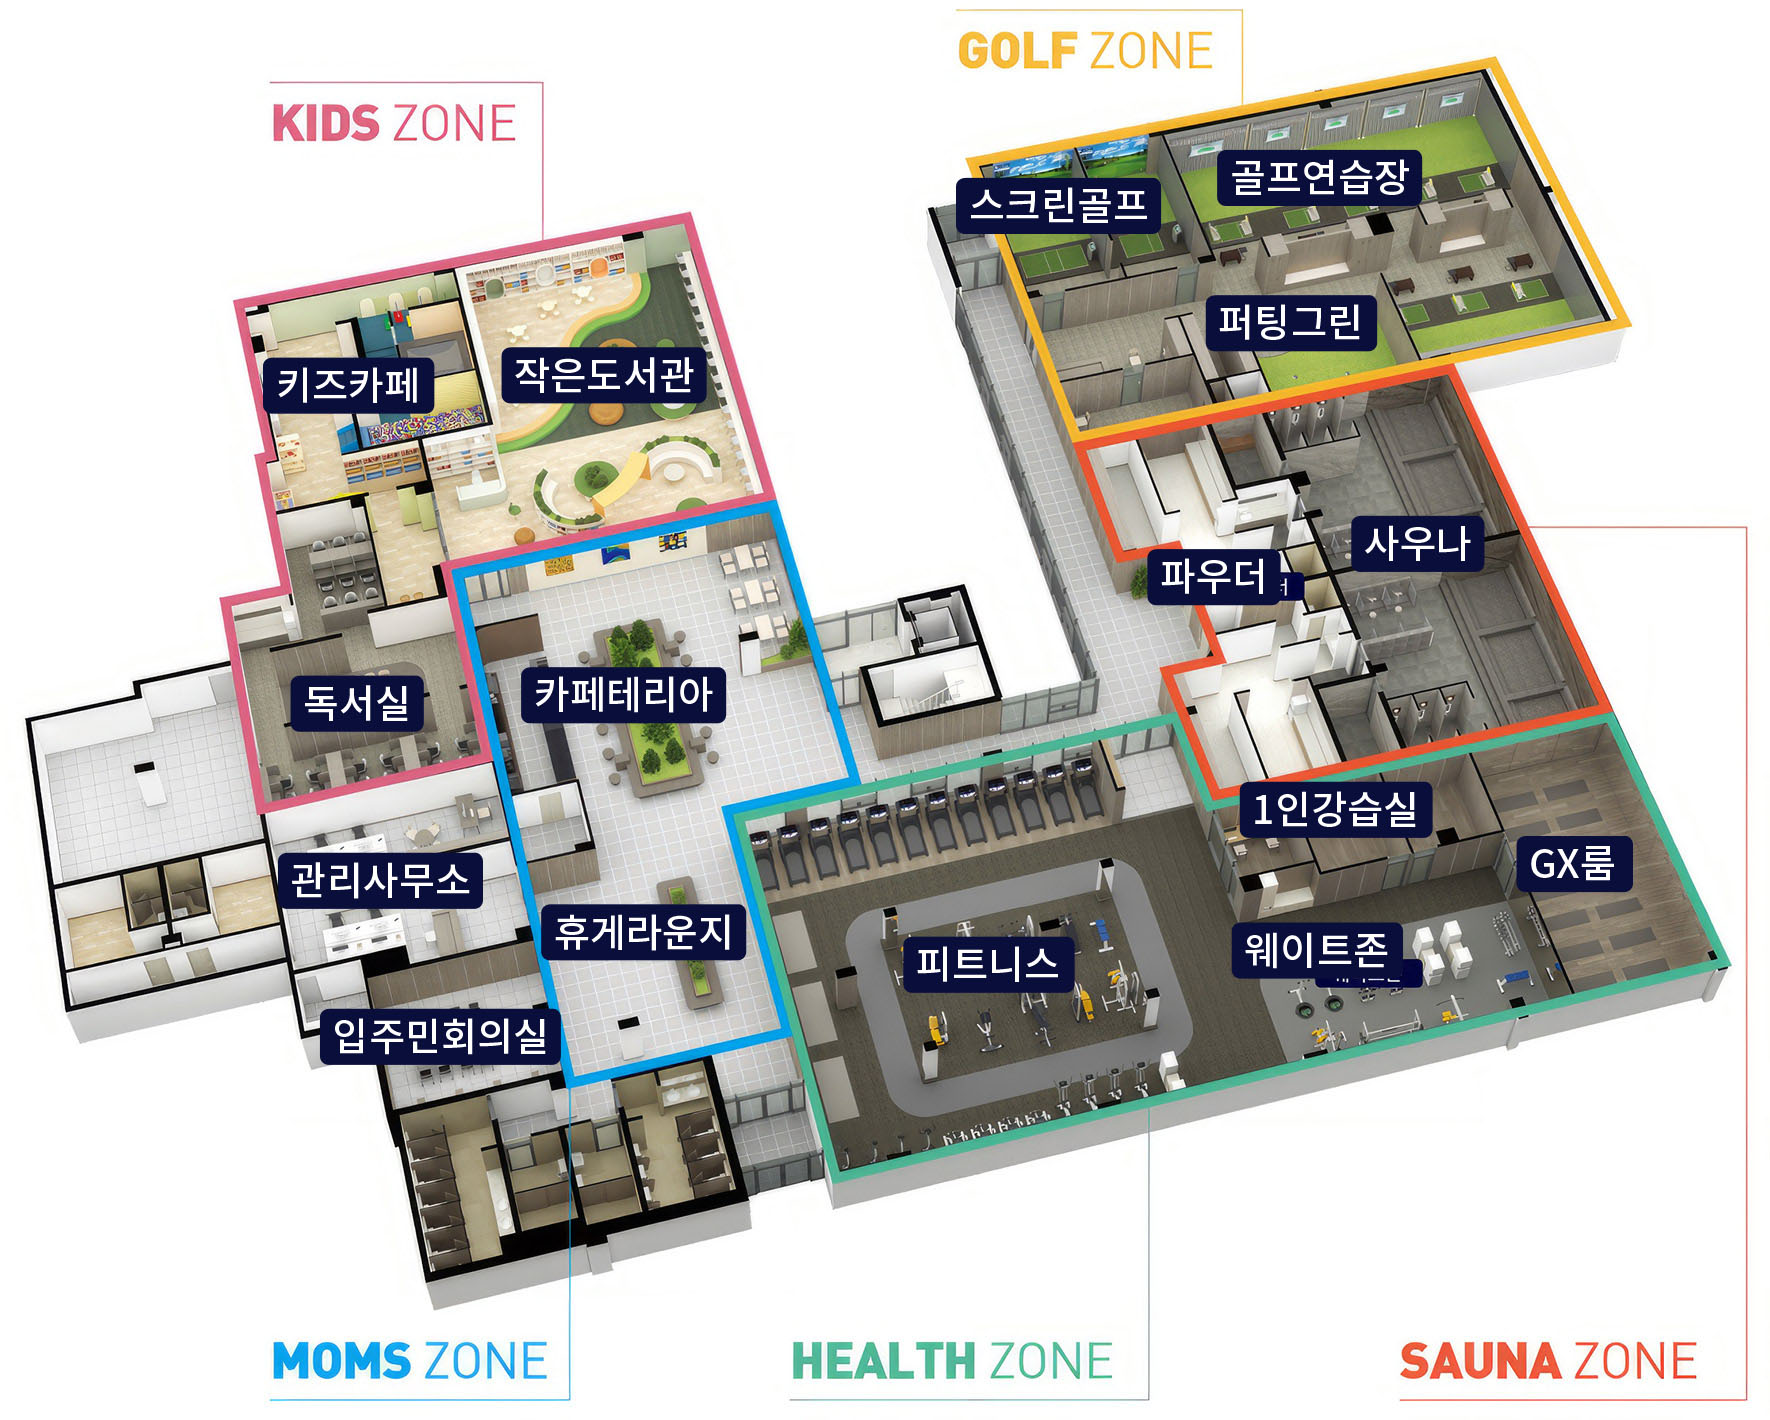 GOLF ZONE
KIDS ZONE
골프연습장
스크린골프
퍼팅그린
작은도서관
키즈카페
사우나
파우더
카페테리아
독서실
1인강습실
GX룸
관리사무소
휴게라운지
웨이트존
피트니스
입주민회의실
MOMS ZONE
HEALTH ZONE
SAUNA ZONE